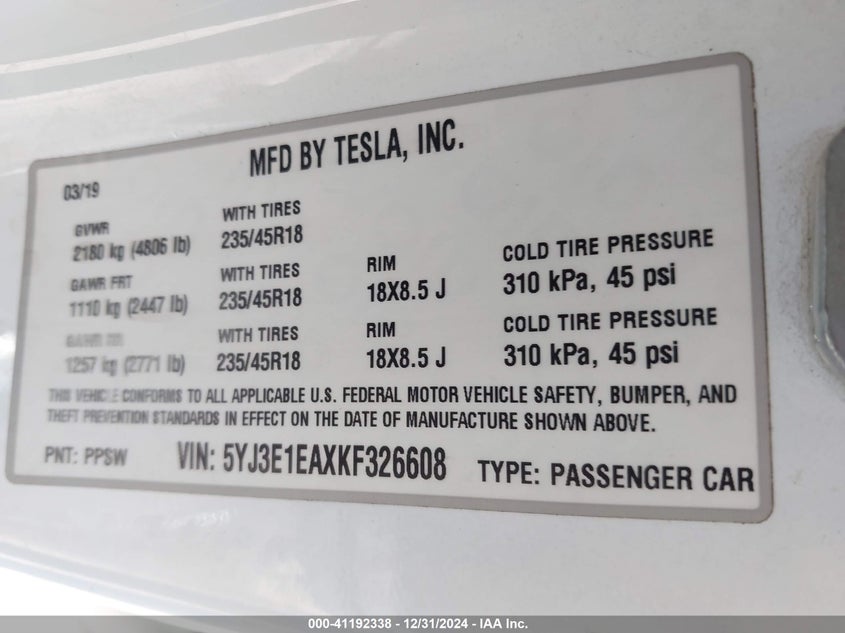 MFD BY TESLA, INC.
03/19
GVWR
2180 kg (4806 lb)
WITH TIRES
235/45R18
GAWR FRT
1110 kg (2447 lb)
WITH TIRES
235/45R18
RIM
18X8.5 J
COLD TIRE PRESSURE
310 kPa, 45 psi
GAWR RR
1257 kg (2771 lb)
WITH TIRES
235/45R18
RIM
18X8.5 J
COLD TIRE PRESSURE
310 kPa, 45 psi
THIS VEHICLE CONFORMS TO ALL APPLICABLE U.S. FEDERAL MOTOR VEHICLE SAFETY, BUMPER, AND
THEFT PREVENTION STANDARDS IN EFFECT ON THE DATE OF MANUFACTURE SHOWN ABOVE.
PNT: PPSW VIN: 5YJ3E1EAXKF326608 TYPE: PASSENGER CAR
000-41192338 - 12/31/2024 - IAA Inc.